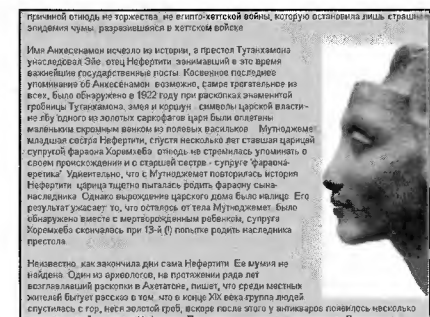 причиной отнюдь не торжества, не египто-хеттской войны, которую остановила лишь страшная
эпидемия чумы, разразившаяся в хеттском войске
Имя Анхесенамон исчезло из истории, а престол Тутанхамона
унаследовал Эйе, отец Нефертити, занимавший в это время
важнейшие государственные посты. Косвенное последнее
упоминание об Анхесенамон возможно, самое трогательное из
всех, было обнаружено в 1922 году при раскопках знаменитой
гробницы Тутанхамона, змея и коршун - символы царской власти-
на лбу одного из золотых саркофагов царя были оплетены
маленьким скромным венком из полевых васильков. Мутноджемет
младшая сестра Нефертити, спустя несколько лет ставшая царицей
супругой фараона Хоремхеба, отнюдь не стремилась упоминать о
своем происхождении и о старшей сестре - супруге "фараона-
еретика". Удивительно, что с Мутноджемет повторилась история
Нефертити царица тщетно пыталась родить фараону сына-
наследника. Однако вырождение царского дома было налицо. Его
результат ужасает то, что осталось от тела Мутноджемет, было
обнаружено вместе с мертворожденным ребенком, супруга
Хоремхеба скончалась при 13-й (!) попытке родить наследника
престола.
Неизвестно, как закончила дни сама Нефертити. Ее мумия не
найдена. Один из археологов, на протяжении ряда лет
возглавлявший раскопки в Ахетатоне, пишет, что среди местных
жителей бытует рассказ о том, что в конце XIX века группа людей
спустилась с гор, неся золотой гроб, вскоре после этого у антикваров появилось несколько